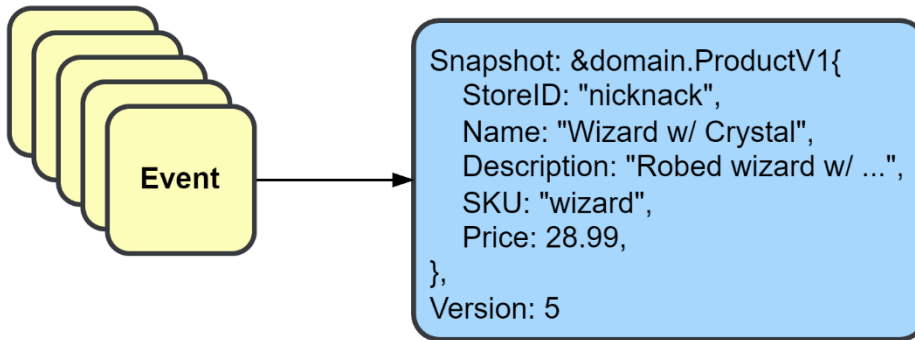 Event
Snapshot: &domain.ProductV1{
StoreID: "nicknack",
Name: "Wizard w/ Crystal",
Description: "Robed wizard w/ ...",
SKU: "wizard",
Price: 28.99,
},
Version: 5